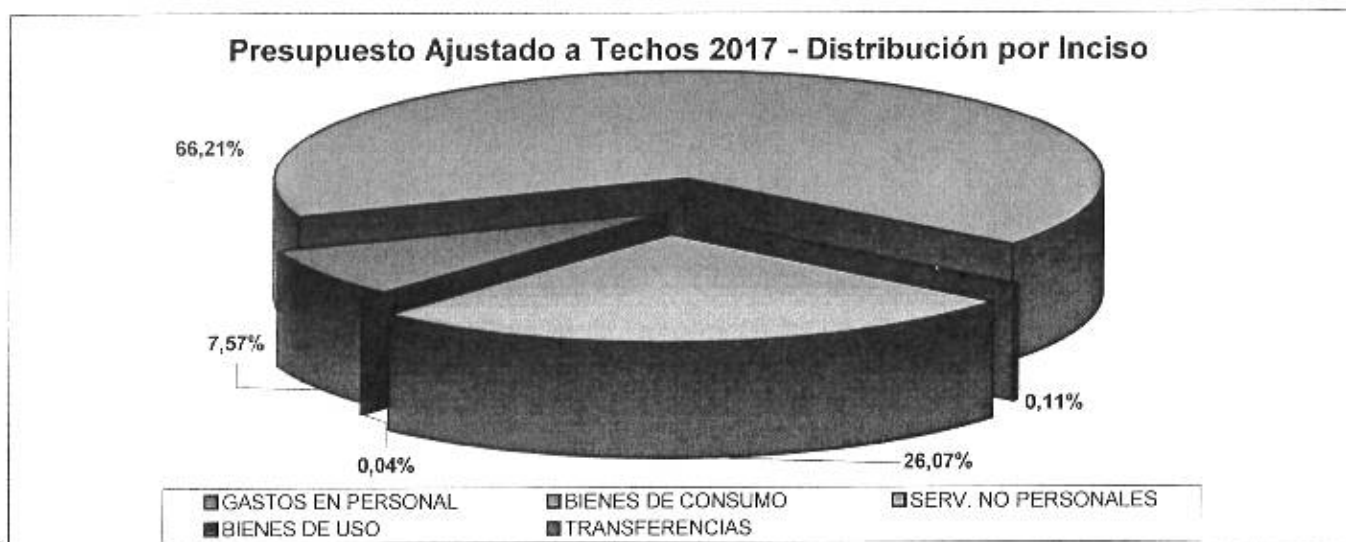 Presupuesto Ajustado a Techos 2017 - Distribución por Inciso
66,21%
7,57%
0,11%
0,04%
26,07%
GASTOS EN PERSONAL BIENES DE CONSUMO SERV. NO PERSONALES
BIENES DE USO TRANSFERENCIAS